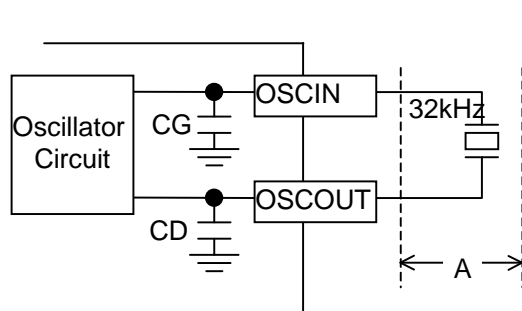 OSCIN
32kHz
Oscillator
Circuit
CG
OSCOUT
CD
A